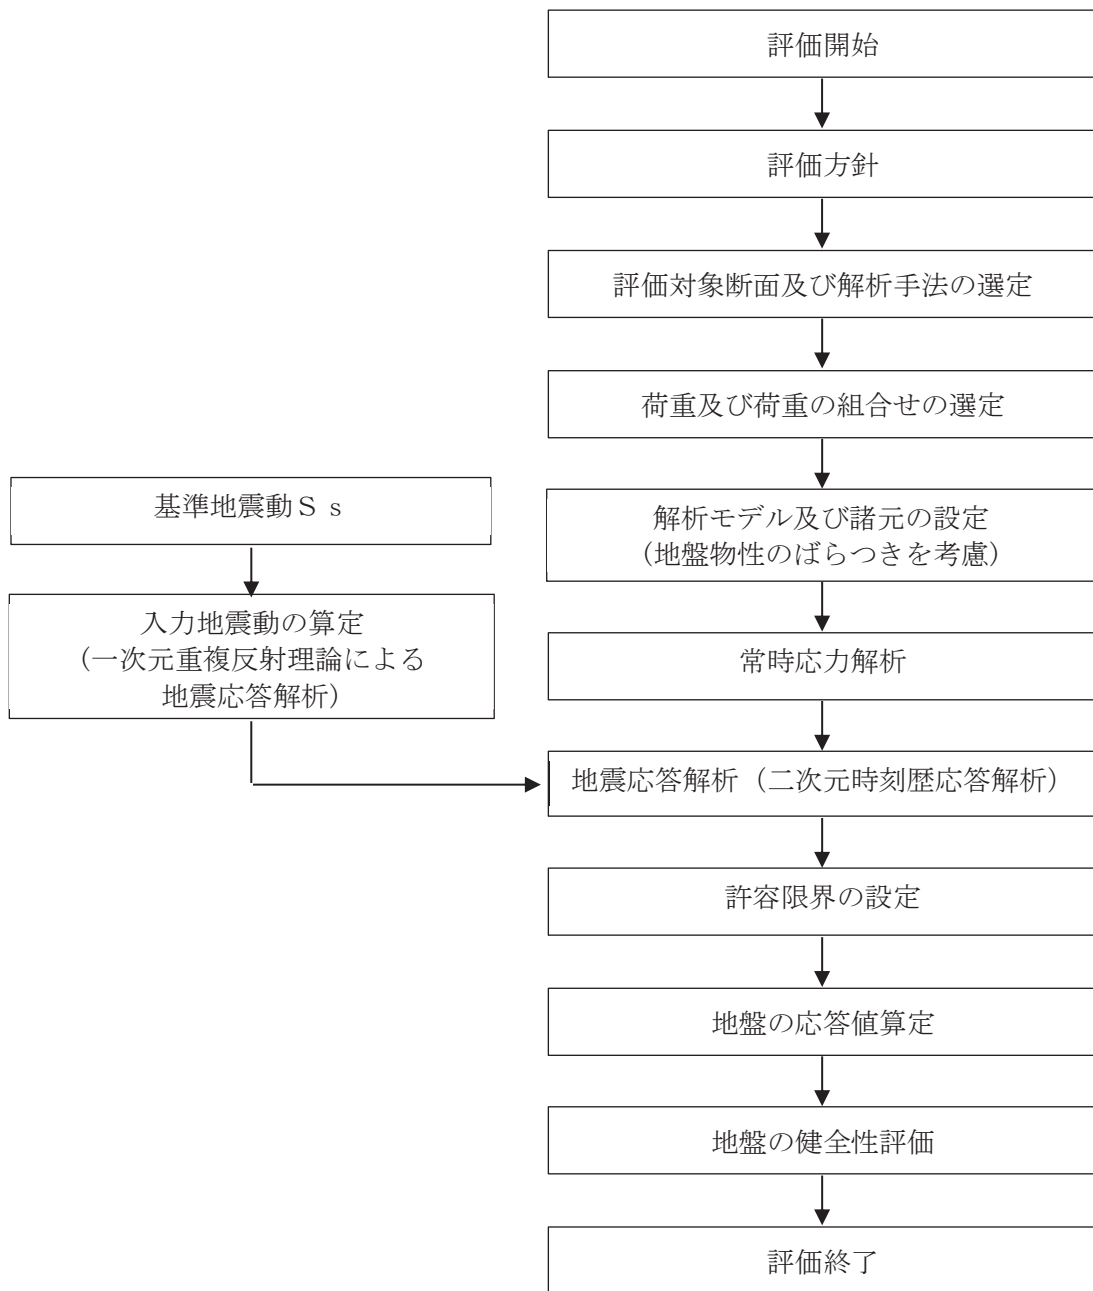 評価開始
評価方針
評価対象断面及び解析手法の選定
荷重及び荷重の組合せの選定
基準地震動Ｓｓ
解析モデル及び諸元の設定
（地盤物性のばらつきを考慮）
入力地震動の算定
（一次元重複反射理論による
地震応答解析）
常時応力解析
地震応答解析（二次元時刻歴応答解析）
許容限界の設定
地盤の応答値算定
地盤の健全性評価
評価終了